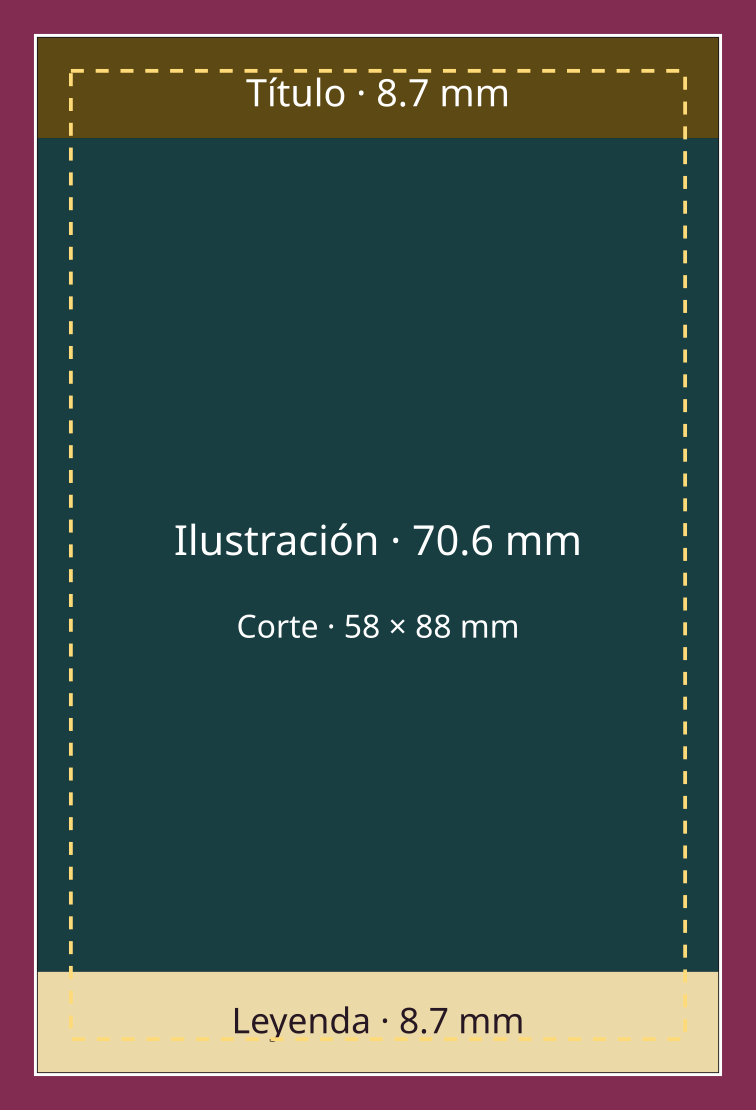 Título · 8.7 mm
Ilustración · 70.6 mm
Corte · 58 × 88 mm
Leyenda · 8.7 mm